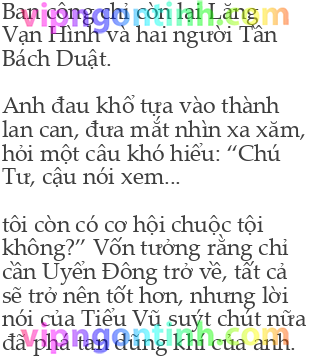 Ban công chỉ còn lại Lăng
Vạn Hình và hai người Tần
Bách Duật.
Anh đau khổ tựa vào thành
lan can, đưa mắt nhìn xa xăm,
hỏi một câu khó hiểu: “Chú
Tư, cậu nói xem...
tôi còn có cơ hội chuộc tội
không?” Vốn tưởng rằng chỉ
cần Uyển Đông trở về, tất cả
sẽ trở nên tốt hơn, nhưng lời
nói của Tiểu Vũ suýt chút nữa
đã phá tan dũng khí của anh.
vipngontinh.com
vipngontinh.com